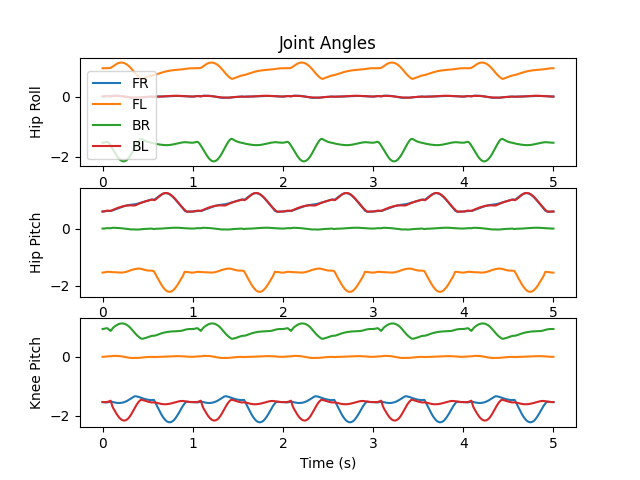 Joint Angles
Hip Roll
0
−2
FR
FL
BR
BL
0 1 2 3 4 5
Hip Pitch
0
−2
0 1 2 3 4 5
Knee Pitch
0
−2
0 1 2 3 4 5
Time (s)